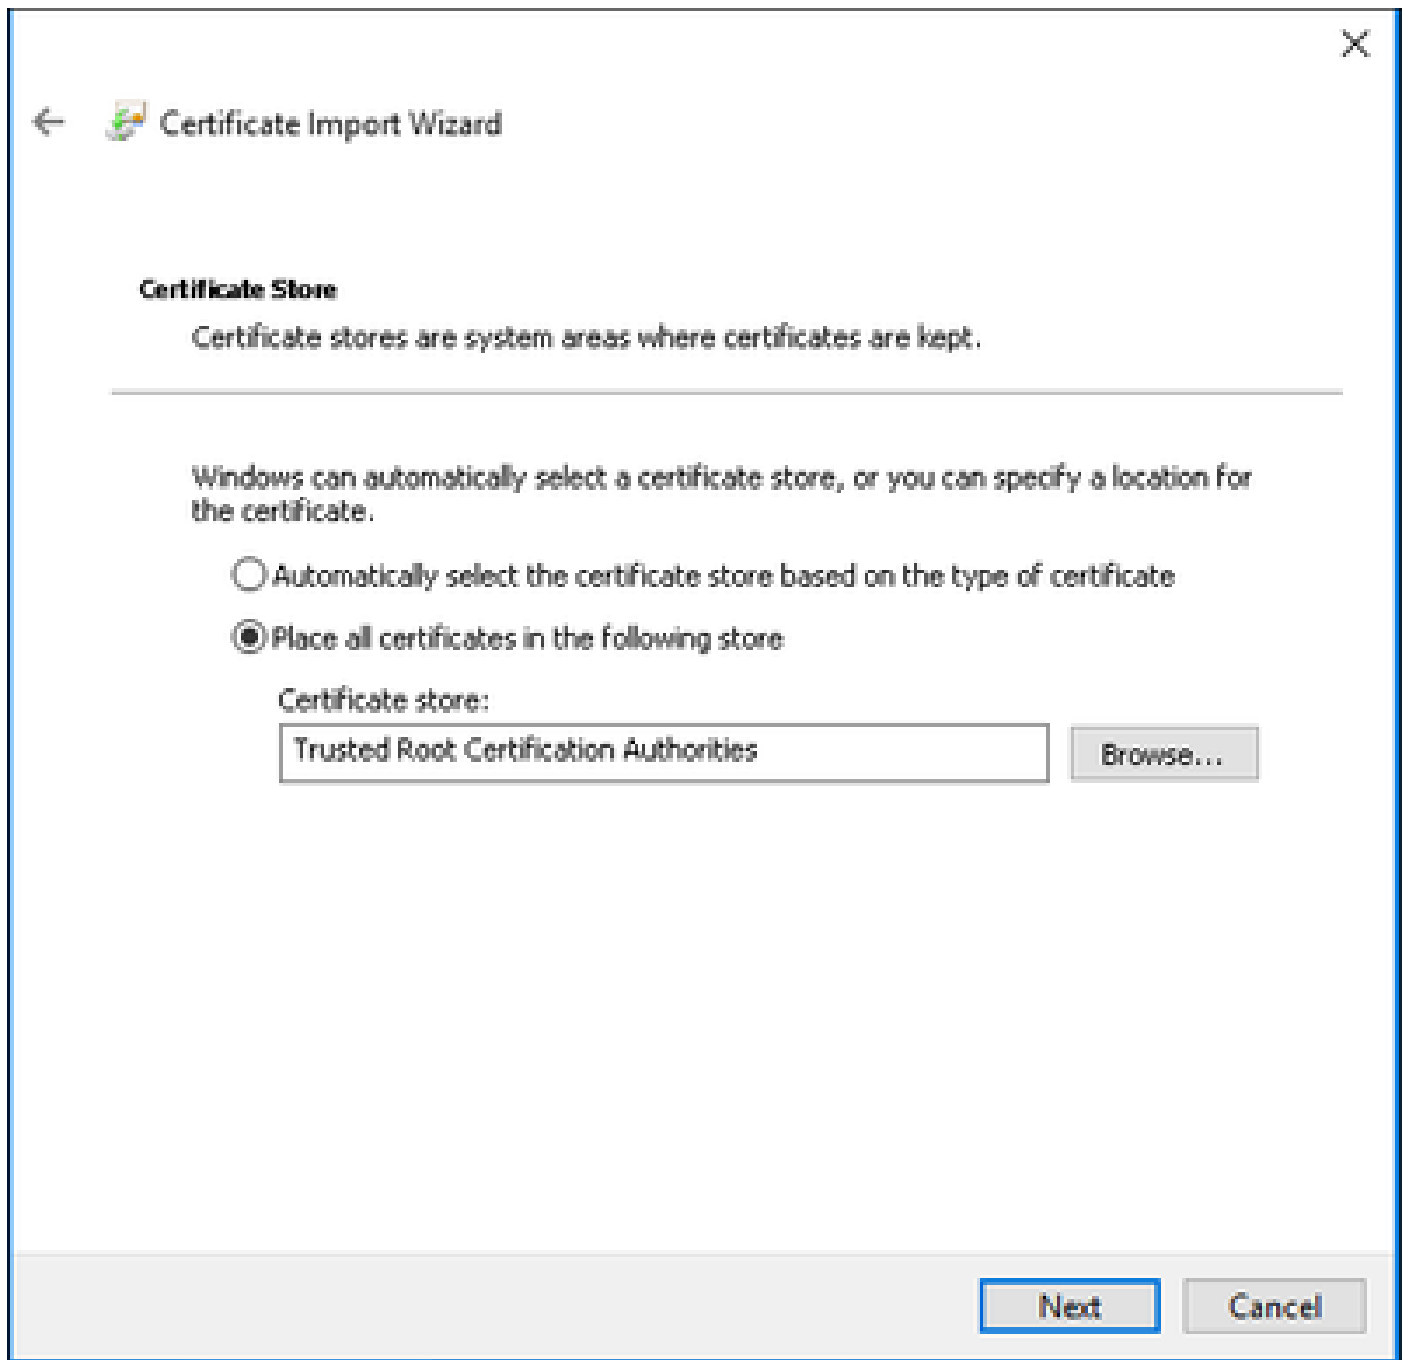 Certificate Import Wizard
Certificate Store
Certificate stores are system areas where certificates are kept.
Windows can automatically select a certificate store, or you can specify a location for
the certificate.
Automatically select the certificate store based on the type of certificate
Place all certificates in the following store
Certificate store:
Trusted Root Certification Authorities
Browse...
Next
Cancel